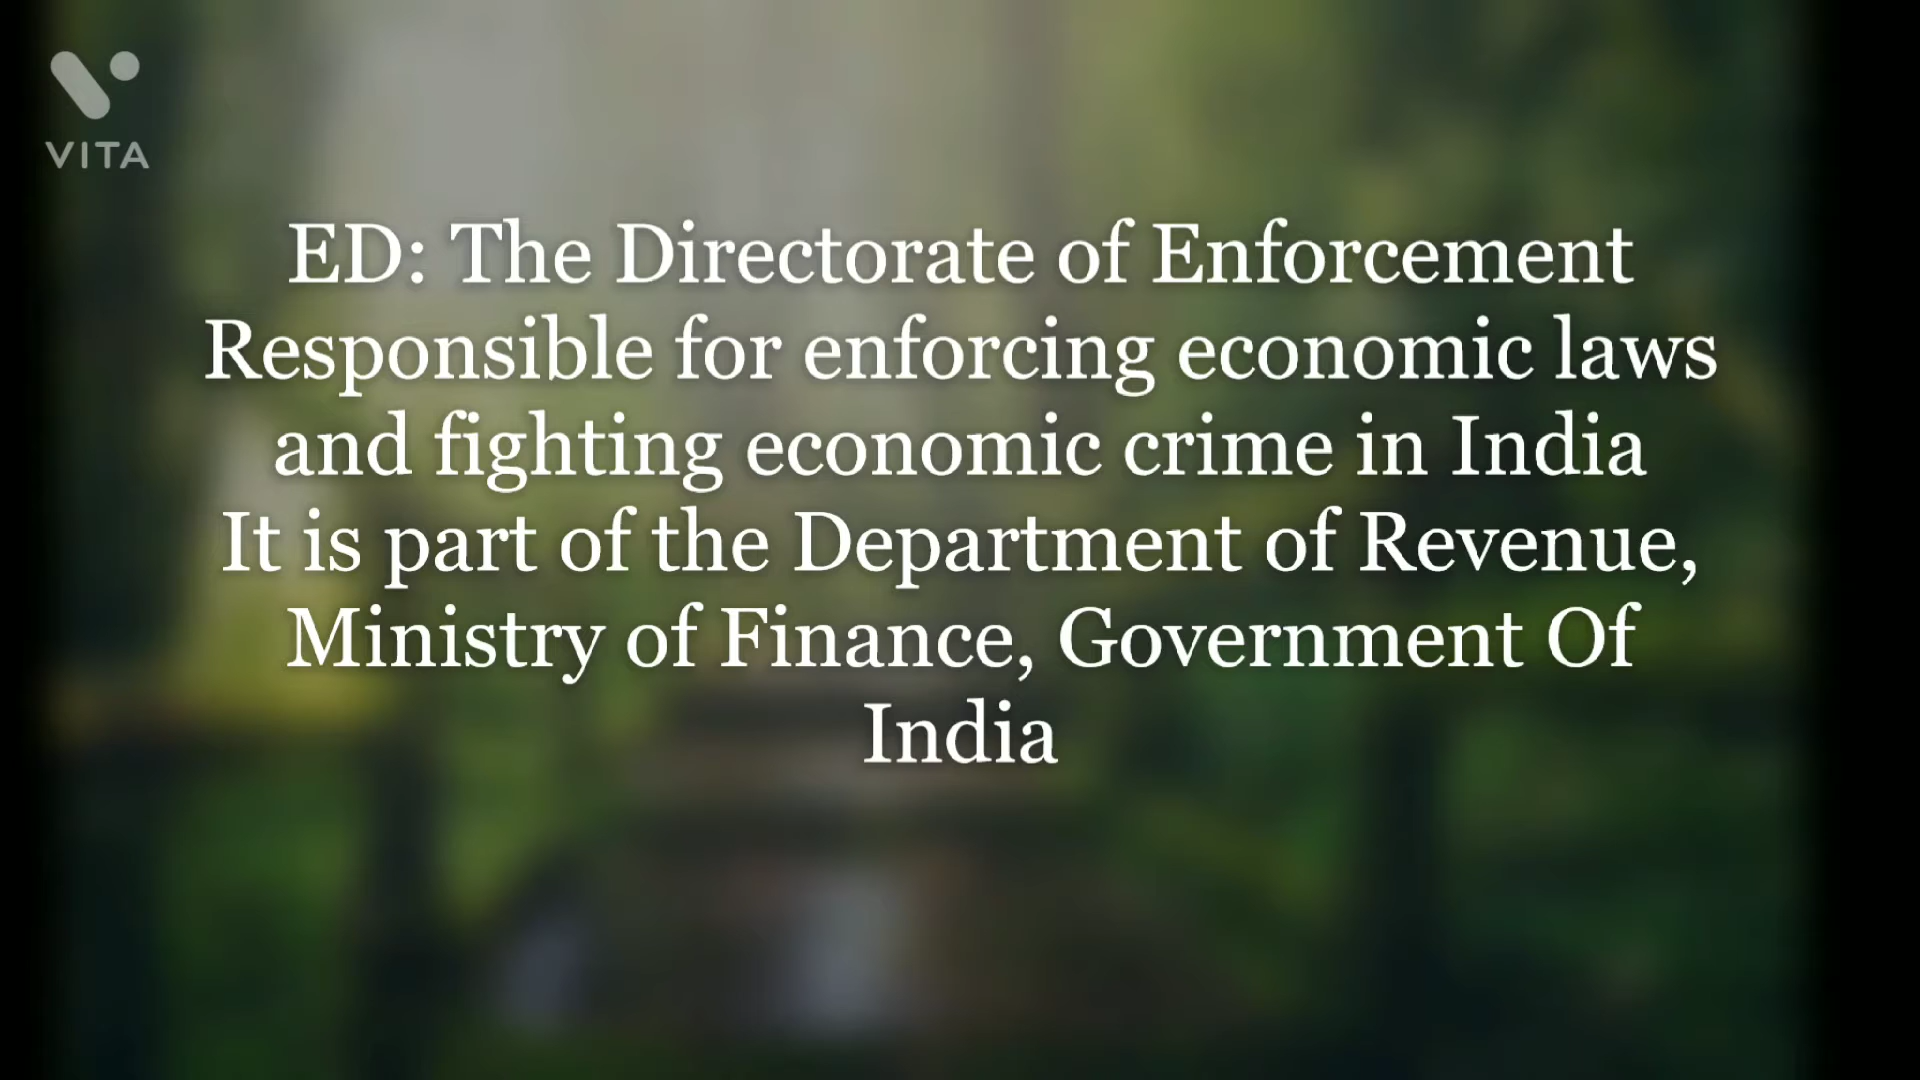 VITA
ED: The Directorate of Enforcement
Responsible for enforcing economic laws
and fighting economic crime in India
It is part of the Department of Revenue,
Ministry of Finance, Government Of
India